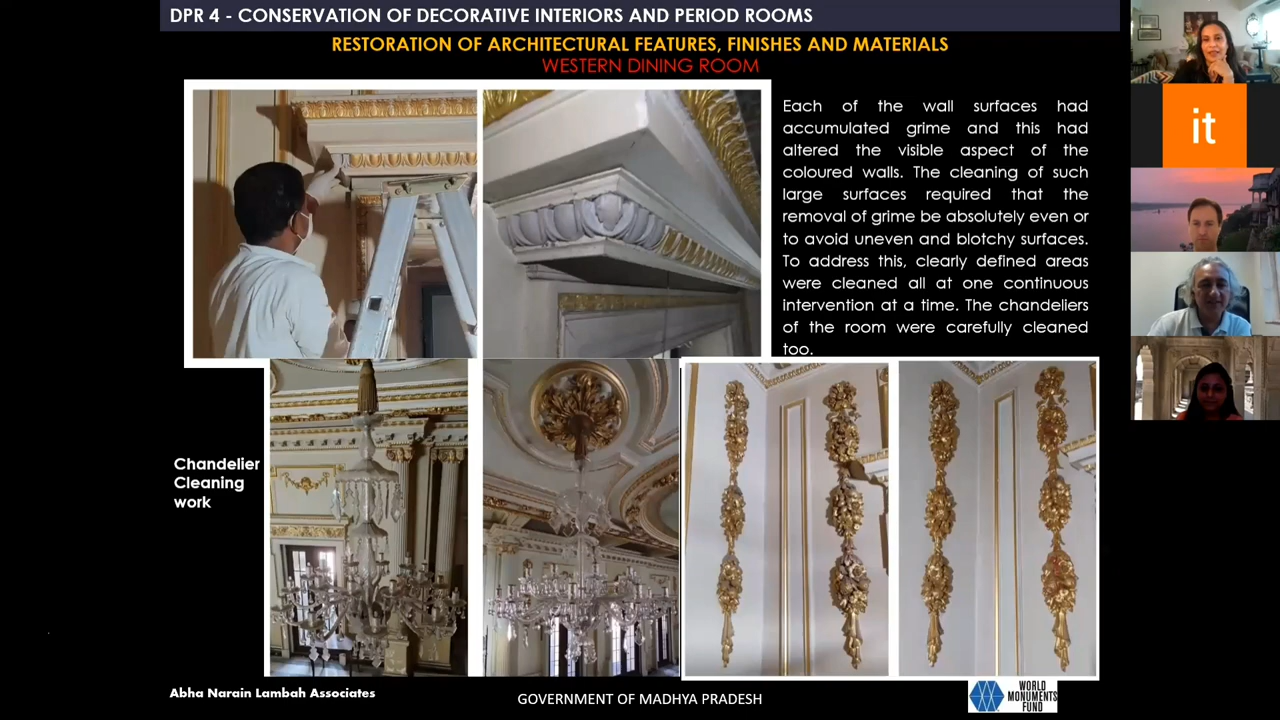 DPR 4 - CONSERVATION OF DECORATIVE INTERIORS AND PERIOD ROOMS
RESTORATION OF ARCHITECTURAL FEATURES, FINISHES AND MATERIALS
WESTERN DINING ROOM
Each of the wall surfaces had
accumulated grime and this had
altered the visible aspect of the
coloured walls. The cleaning of such
large surfaces required that the
removal of grime be absolutely even or
to avoid uneven and blotchy surfaces.
To address this, clearly defined areas
were cleaned all at one continuous
intervention at a time. The chandeliers
of the room were carefully cleaned
too.
it
Chandelier
Cleaning
work
Abha Narain Lambah Associates
GOVERNMENT OF MADHYA PRADESH
WORLD
MONUMENTS
FUND